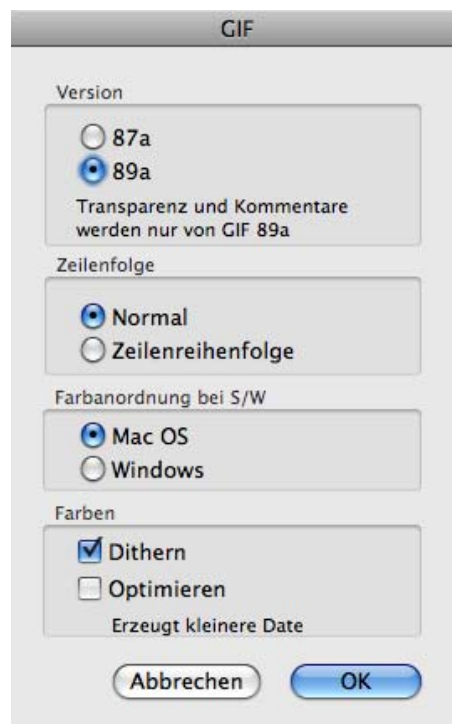 GIF
Version
87a
89a
Transparenz und Kommentare
werden nur von GIF 89a
Zeilenfolge
Normal
Zeilenreihenfolge
Farbanordnung bei S/W
Mac OS
Windows
Farben
Dithern
Optimieren
Erzeugt kleinere Date
Abbrechen OK